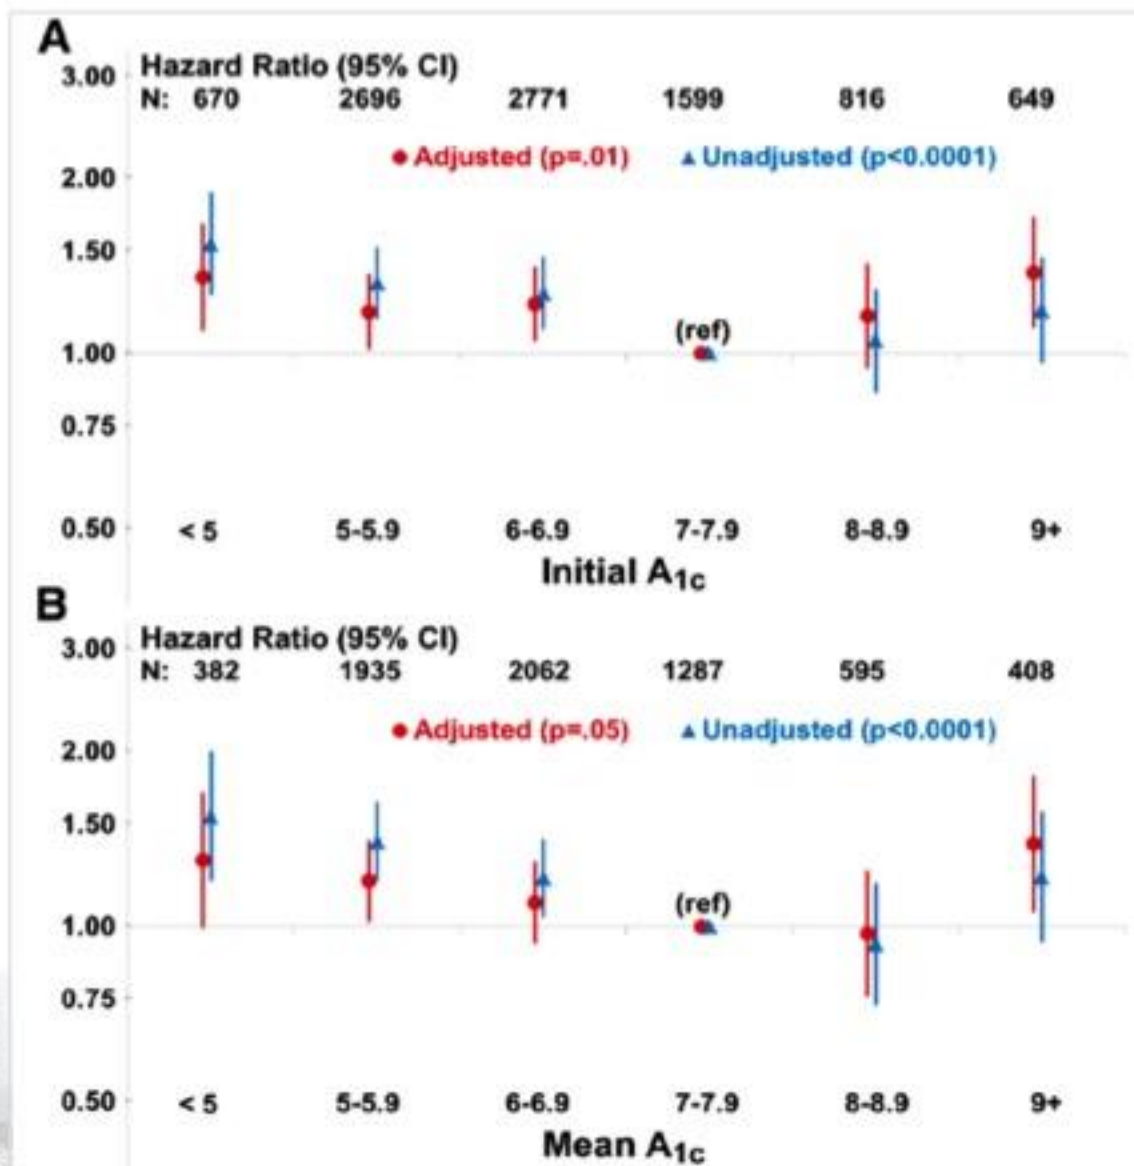 A
Hazard Ratio (95% CI)
3.00
N: 670 2696 2771 1599 816 649
● Adjusted (p=.01) ▲ Unadjusted (p<0.0001)
2.00
1.50
(ref)
1.00
0.75
0.50
< 5 5-5.9 6-6.9 7-7.9 8-8.9 9+
Initial A1c
B
Hazard Ratio (95% CI)
3.00
N: 382 1935 2062 1287 595 408
● Adjusted (p=.05) ▲ Unadjusted (p<0.0001)
2.00
1.50
(ref)
1.00
0.75
0.50
< 5 5-5.9 6-6.9 7-7.9 8-8.9 9+
Mean A1c